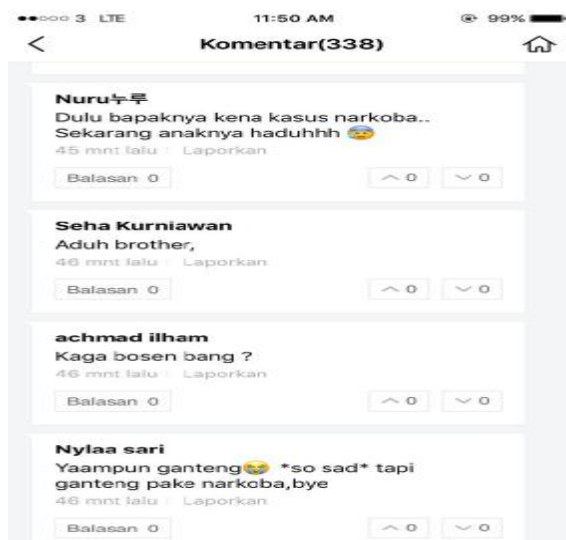 3 LTE 11:50 AM 99%
Komentar(338)
Nuru누루
Dulu bapaknya kena kasus narkoba..
Sekarang anaknya haduhhh 😰
45 mnt lalu Laporkan
Balasan 0 0 0
Seha Kurniawan
Aduh brother,
46 mnt lalu Laporkan
Balasan 0 0 0
achmad ilham
Kaga bosen bang ?
46 mnt lalu Laporkan
Balasan 0 0 0
Nylaa sari
Yaampun ganteng😭 *so sad* tapi
ganteng pake narkoba,bye
46 mnt lalu Laporkan
Balasan 0 0 0